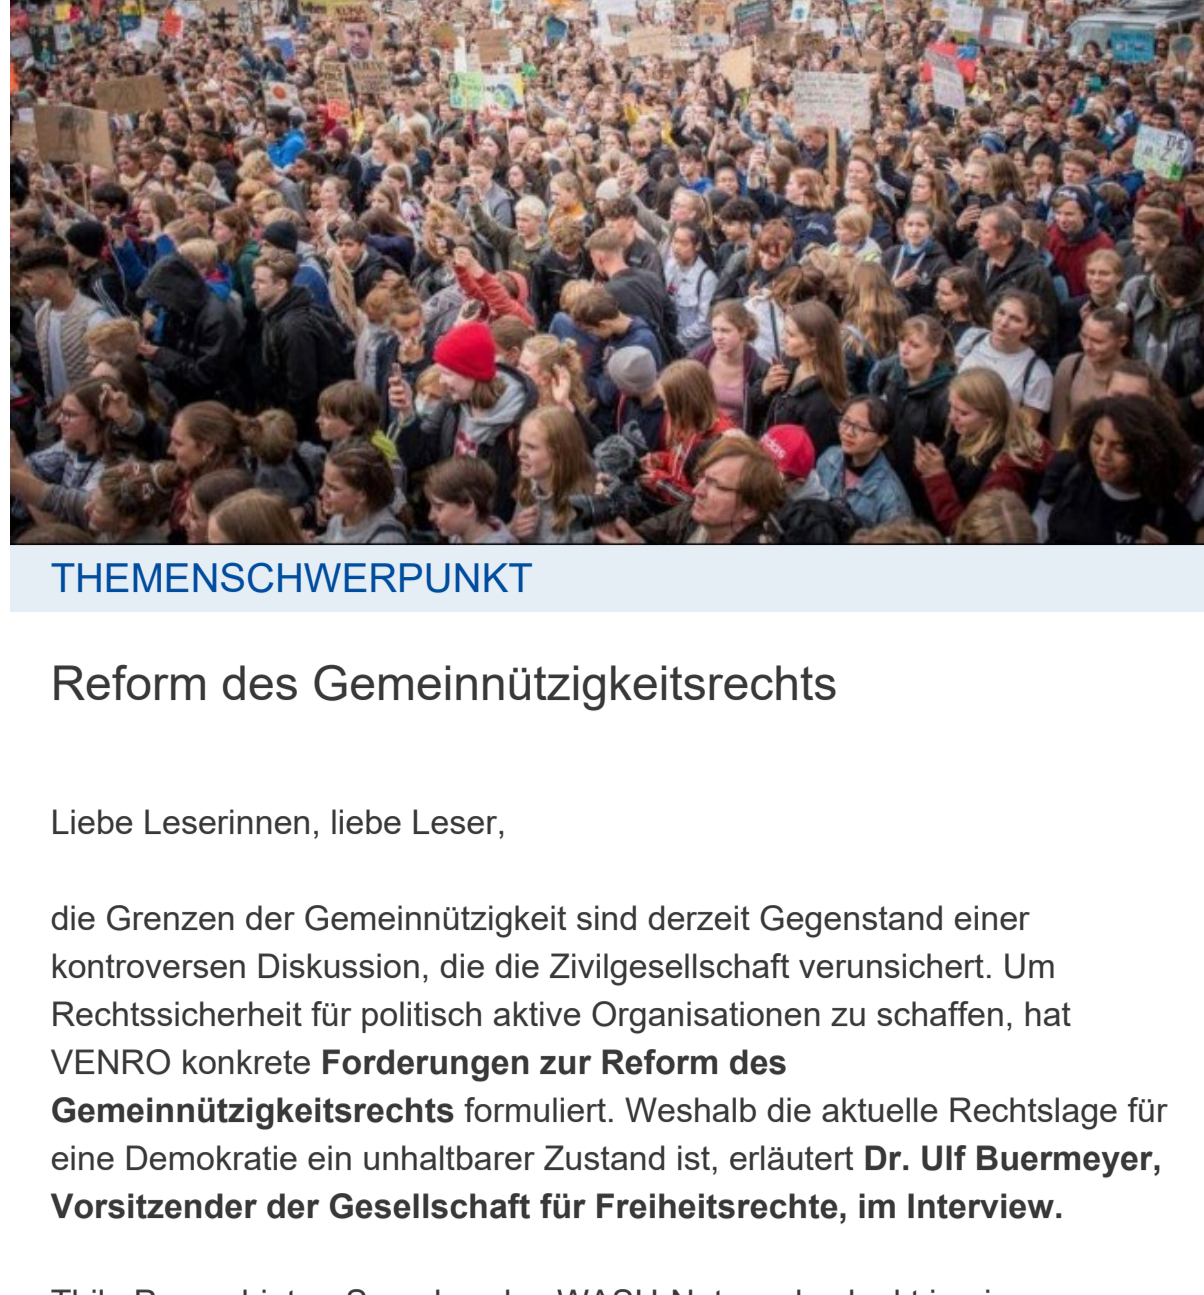 THEMENSCHWERPUNKT
Reform des Gemeinnützigkeitsrechts
Liebe Leserinnen, liebe Leser,
die Grenzen der Gemeinnützigkeit sind derzeit Gegenstand einer
kontroversen Diskussion, die die Zivilgesellschaft verunsichert. Um
Rechtssicherheit für politisch aktive Organisationen zu schaffen, hat
VENRO konkrete Forderungen zur Reform des
Gemeinnützigkeitsrechts formuliert. Weshalb die aktuelle Rechtslage für
eine Demokratie ein unhaltbarer Zustand ist, erläutert Dr. Ulf Buermeyer,
Vorsitzender der Gesellschaft für Freiheitsrechte, im Interview.